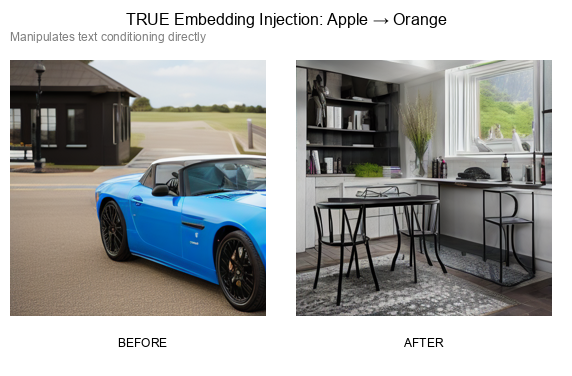 TRUE Embedding Injection: Apple → Orange
Manipulates text conditioning directly
BEFORE
AFTER